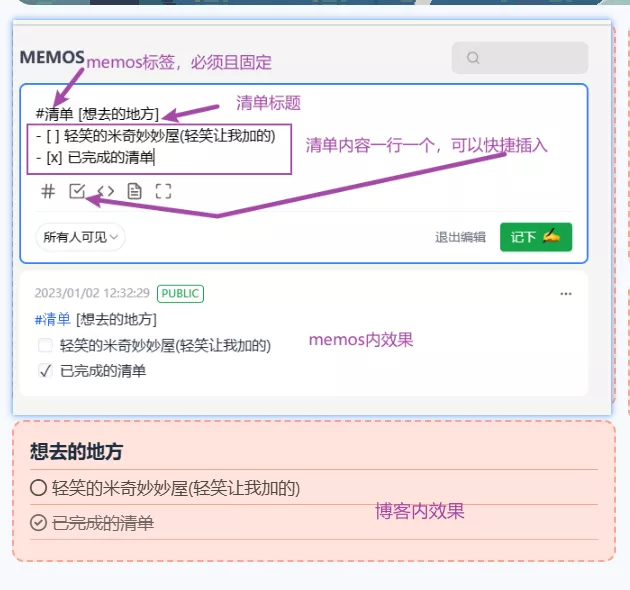 MEMOS
memos标签，必须且固定
#清单 [想去的地方]
清单标题
- [ ] 轻笑的米奇妙妙屋(轻笑让我加的)
- [x] 已完成的清单
清单内容一行一个，可以快捷插入
所有人可见
退出编辑
记下 ✍
2023/01/02 12:32:29 PUBLIC
#清单 [想去的地方]
轻笑的米奇妙妙屋(轻笑让我加的)
已完成的清单
memos内效果
想去的地方
轻笑的米奇妙妙屋(轻笑让我加的)
已完成的清单
博客内效果